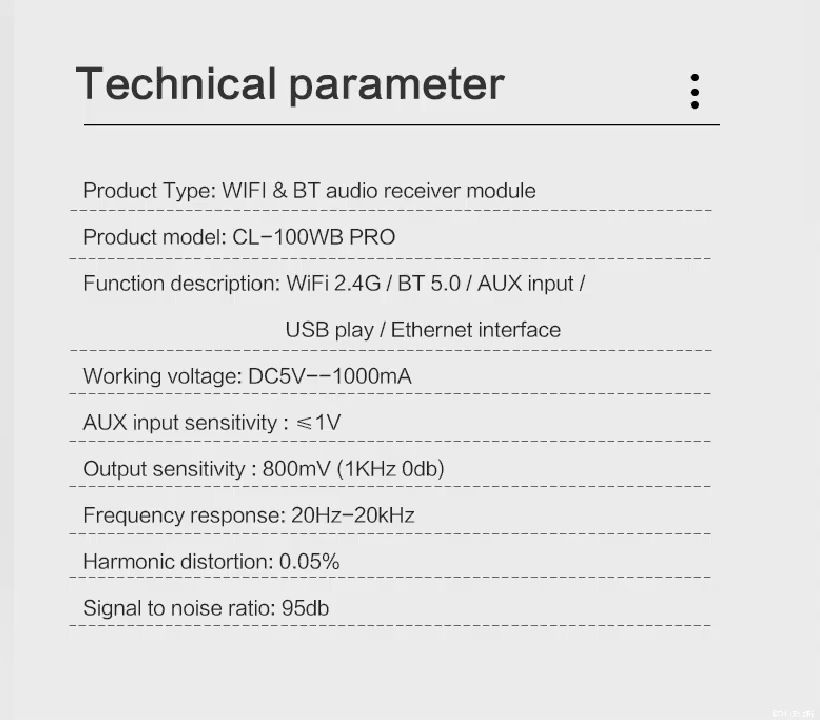 Technical parameter
Product Type: WIFI & BT audio receiver module
Product model: CL-100WB PRO
Function description: WiFi 2.4G / BT 5.0 / AUX input /
USB play / Ethernet interface
Working voltage: DC5V--1000mA
AUX input sensitivity : ≤1V
Output sensitivity : 800mV (1KHz 0db)
Frequency response: 20Hz-20kHz
Harmonic distortion: 0.05%
Signal to noise ratio: 95db